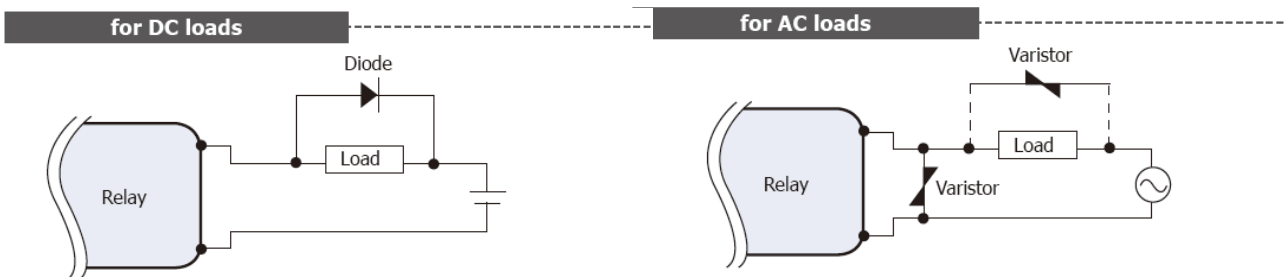 for DC loads
Diode
Load
Relay
for AC loads
Varistor
Load
Relay
Varistor